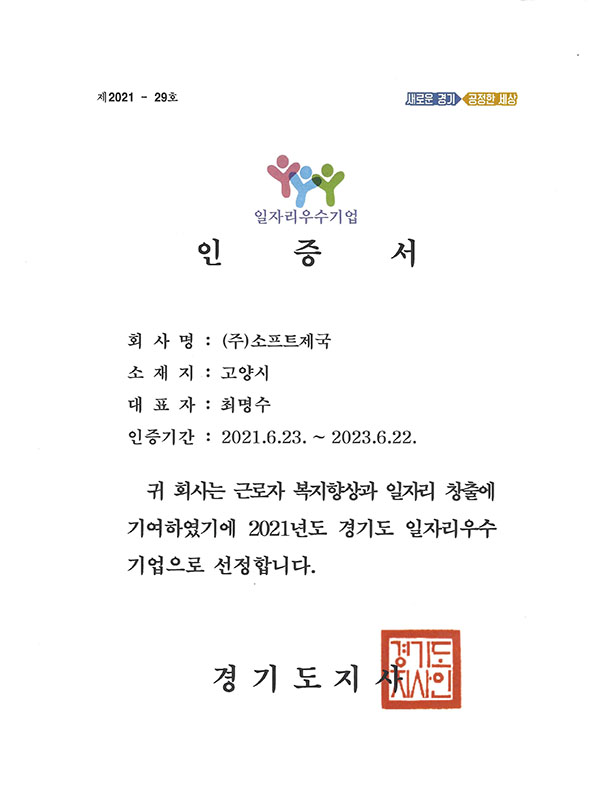 제2021 - 29호
새로운 경기 공정한 세상
일자리우수기업
인 증 서
회 사 명 : (주)소프트제국
소 재 지 : 고양시
대 표 자 : 최명수
인증기간 : 2021.6.23. ~ 2023.6.22.
귀 회사는 근로자 복지향상과 일자리 창출에
기여하였기에 2021년도 경기도 일자리우수
기업으로 선정합니다.
경 기 도 지 사
경기도
지사인